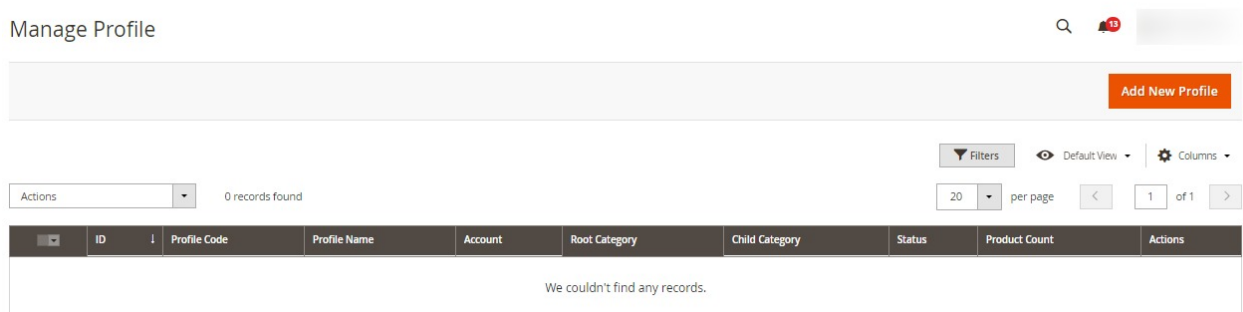 Manage Profile
13
Add New Profile
Filters
Default View
Columns
Actions
0 records found
20
per page
1
of 1
ID
Profile Code
Profile Name
Account
Root Category
Child Category
Status
Product Count
Actions
We couldn't find any records.